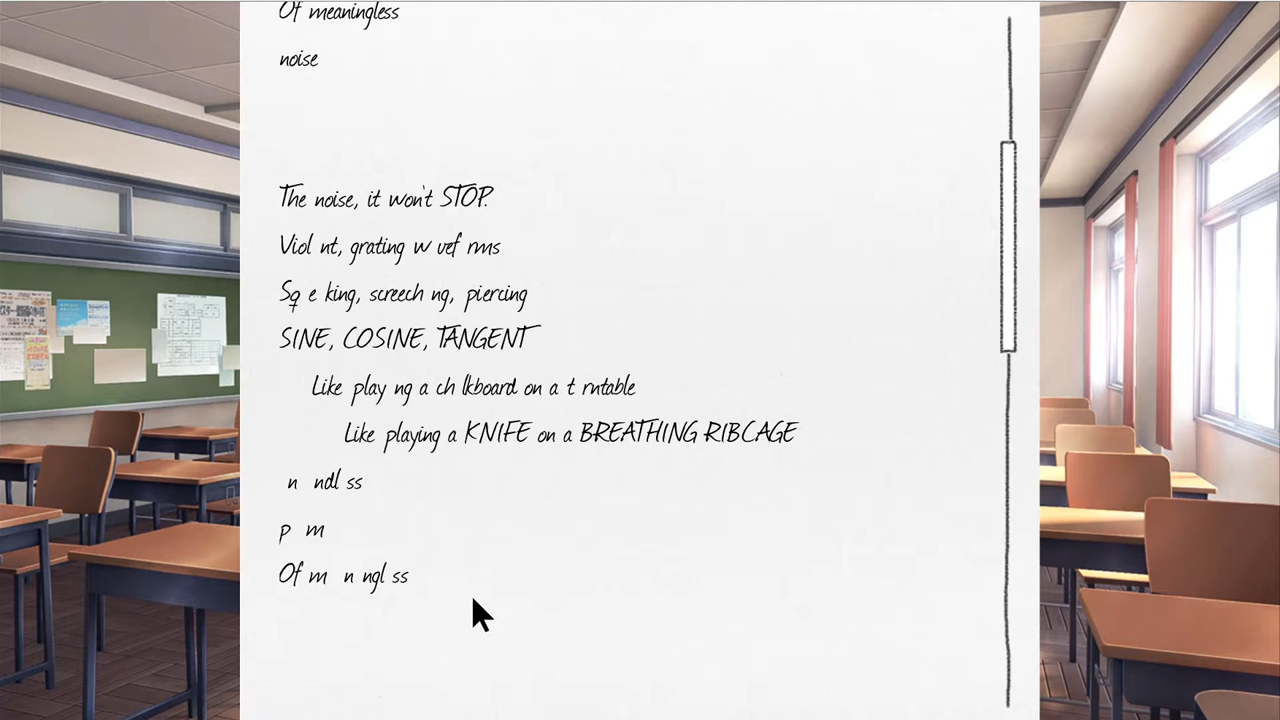 Of meaningless
noise
The noise, it won't STOP.
Viol nt, grating w vef rms
Sq e king, screech ng, piercing
SINE, COSINE, TANGENT
Like play ng a ch lkboard on a t rntable
Like playing a KNIFE on a BREATHING RIBCAGE
n ndl ss
p m
Of m n ngl ss